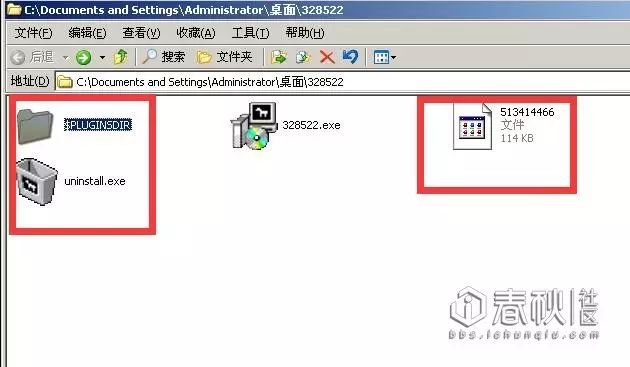 C:\Documents and Settings\Administrator\桌面\328522
文件(F) 编辑(E) 查看(V) 收藏(A) 工具(T) 帮助(H)
后退 搜索 文件夹
地址(D) C:\Documents and Settings\Administrator\桌面\328522
$PLUGINSDIR
328522.exe
513414466
文件
114 KB
uninstall.exe
春秋社区
bbs.ichunqiu.com